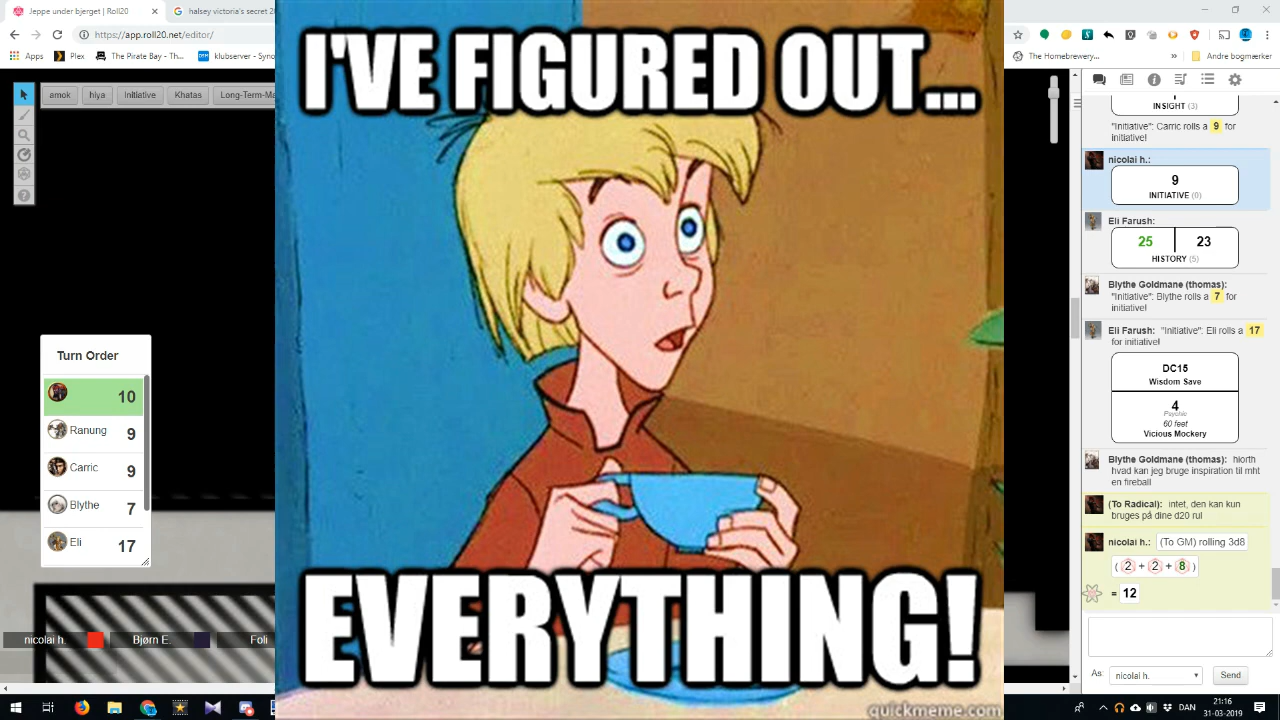 Jeper Undskyld | Roll20
halsey victoria's secret 2
Ny fane
https://app.roll20.net/editor/
Bøker
Plex
The Pirate Bay - Th...
klubserver - Synolo
The Homebrewery...
»
Andre bogmærker
amok
hiya
Initiative
Khatas
Long-Term-Ma
I'VE FIGURED OUT...
EVERYTHING!
quickmeme.com
Turn Order
10
Ranung 9
Carric 9
Blythe 7
Eli 17
nicolai h.
Bjørn E.
Foli
INSIGHT (3)
"Initiative": Carric rolls a 9 for
initiative!
nicolai h.:
9
INITIATIVE (0)
Eli Farush:
25 23
HISTORY (5)
Blythe Goldmane (thomas):
"Initiative": Blythe rolls a 7 for
initiative!
Eli Farush: "Initiative": Eli rolls a 17
for initiative!
DC15
Wisdom Save
4
Psychic
60 feet
Vicious Mockery
Blythe Goldmane (thomas): hiorth
hvad kan jeg bruge inspiration til mht
en fireball
(To Radical): intet, den kan kun
bruges på dine d20 rul
nicolai h.: (To GM) rolling 3d8
( 2 + 2 + 8 )
= 12
As: nicolai h. Send
DAN
21:16
31-03-2019